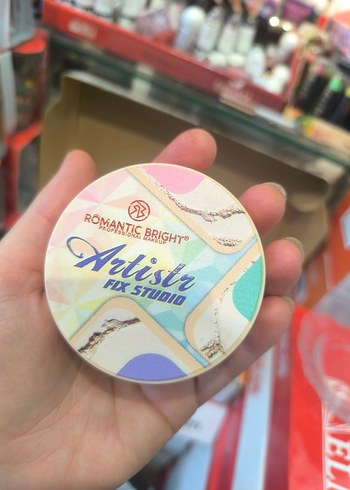 ROMANTIC BRIGHT®
PROFESSIONAL MAKEUP
Artistr
FIX STUDIO